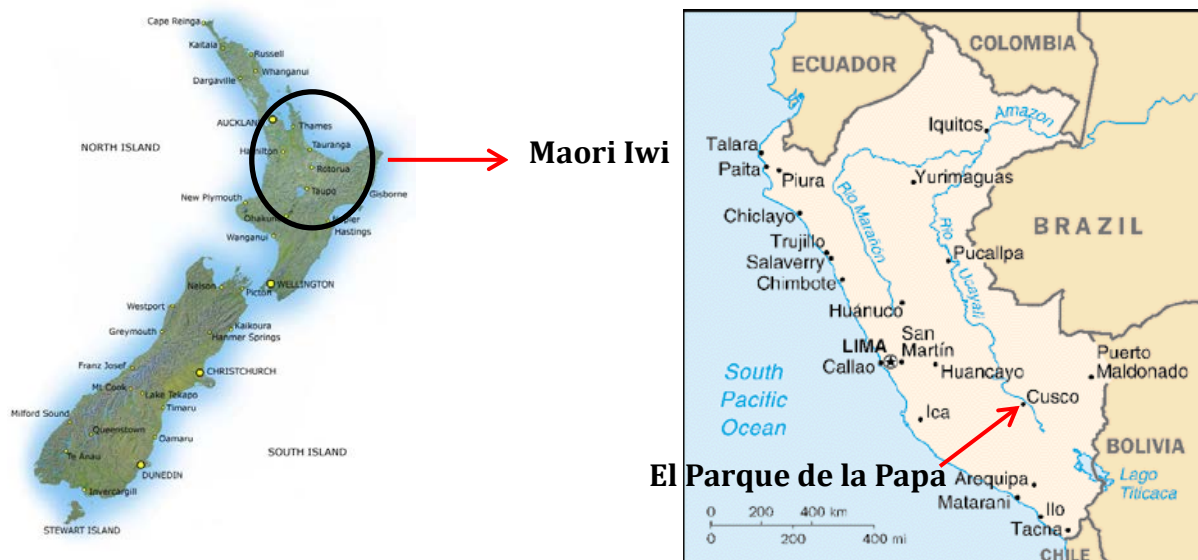 Cape Reinga
Kaitaia
Russell
Whanganui
Dargaville
AUCKLAND
Thames
NORTH ISLAND
Hamilton
Tauranga
Rotorua
Taupo
Gisborne
New Plymouth
Ohakune
Napier
Hastings
Wanganui
WELLINGTON
Nelson
Picton
Westport
Kaikoura
Greymouth
Hanmer Springs
Franz Josef
CHRISTCHURCH
Mt Cook
Lake Tekapo
Timaru
Milford Sound
Queenstown
Oamaru
SOUTH ISLAND
Te Anau
DUNEDIN
Invercargill
STEWART ISLAND
Maori Iwi
COLOMBIA
ECUADOR
Amazon
Iquitos
Talara
Paita
Piura
Yurimaguas
Río Marañón
Chiclayo
BRAZIL
Río Ucayali
Trujillo
Salaverry
Pucallpa
Chimbote
Huánuco
San
Martín
LIMA
Callao
Huancayo
Puerto
Maldonado
South
Pacific
Ocean
Cusco
Ica
BOLIVIA
El Parque de la Papa
Arequipa
Lago
Titicaca
Matarani
Ilo
Tacna
CHILE
0 200 400 km
0 200 400 mi